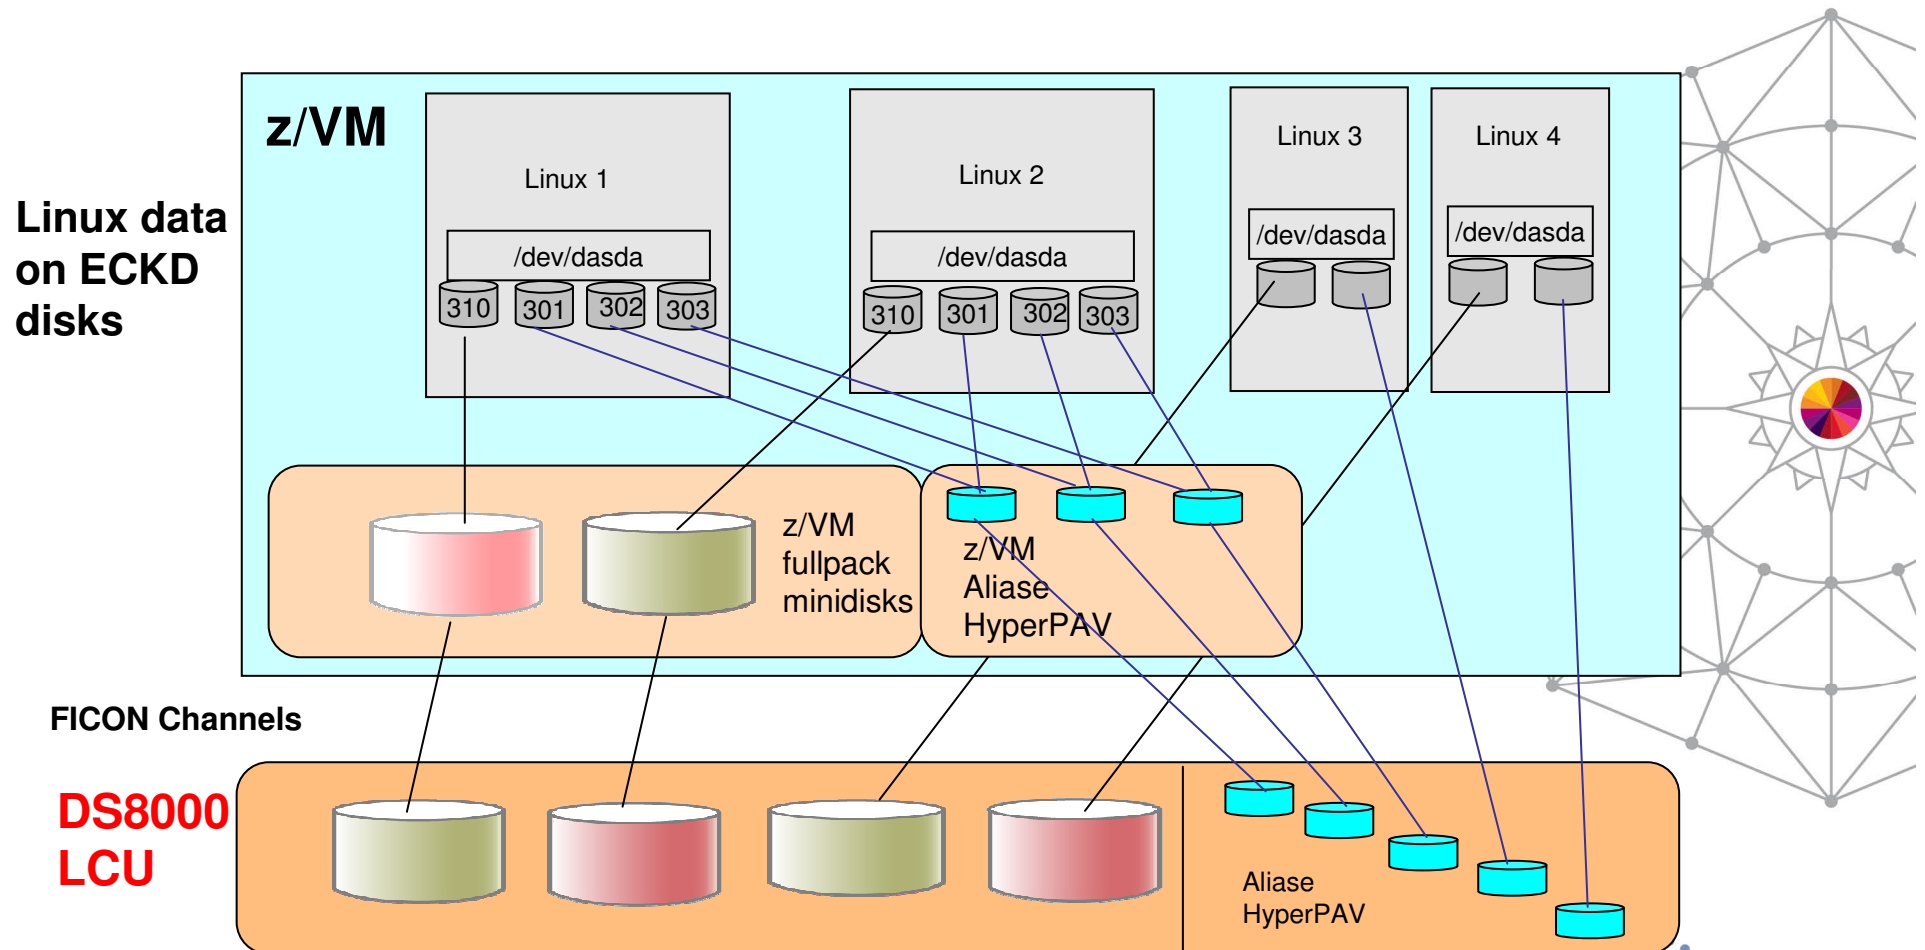 z/VM
Linux data
on ECKD
disks
Linux 1
/dev/dasda
310 301 302 303
Linux 2
/dev/dasda
310 301 302 303
Linux 3
/dev/dasda
Linux 4
/dev/dasda
z/VM
fullpack
minidisks
z/VM
Aliase
HyperPAV
FICON Channels
DS8000
LCU
Aliase
HyperPAV